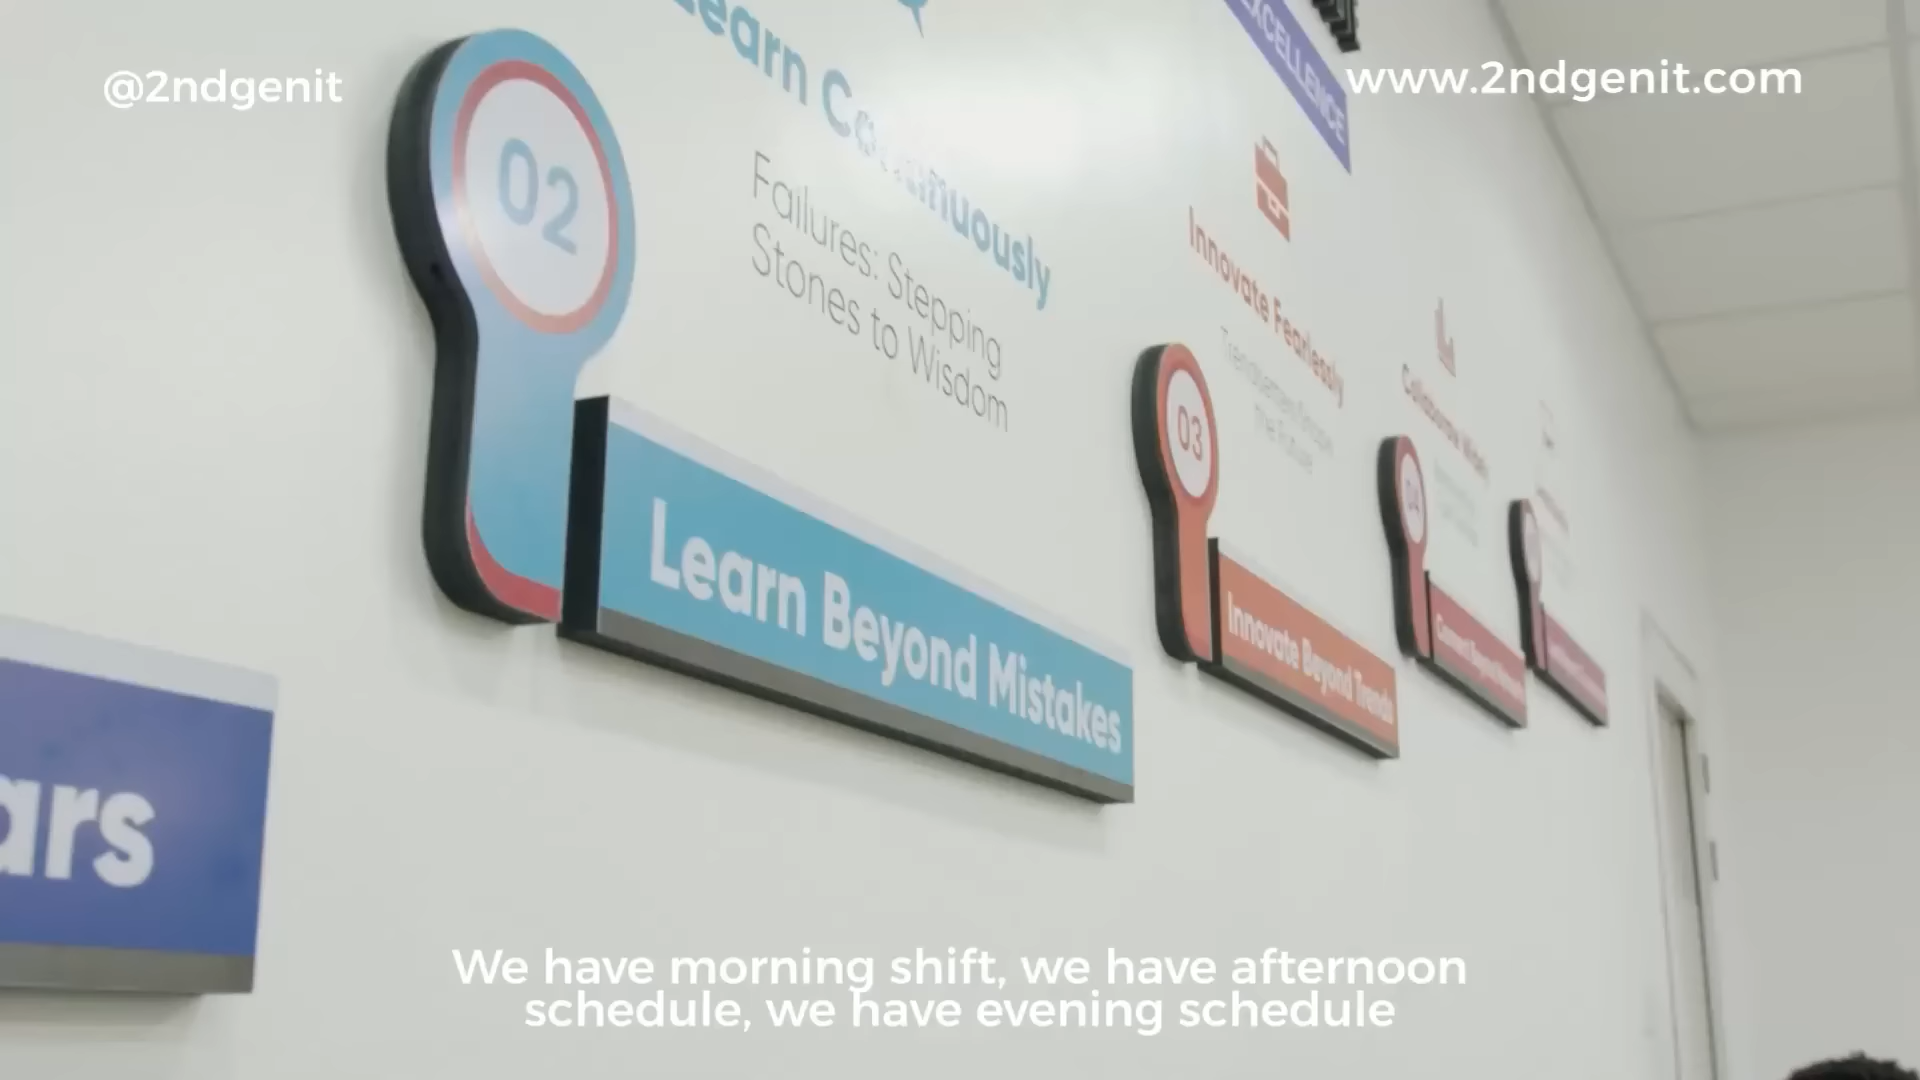 @2ndgenit
www.2ndgenit.com
EXCELLENCE
02
Learn Continuously
Failures: Stepping
Stones to Wisdom
Learn Beyond Mistakes
03
Innovate Fearlessly
Innovate Beyond Trends
04
ars
We have morning shift, we have afternoon
schedule, we have evening schedule